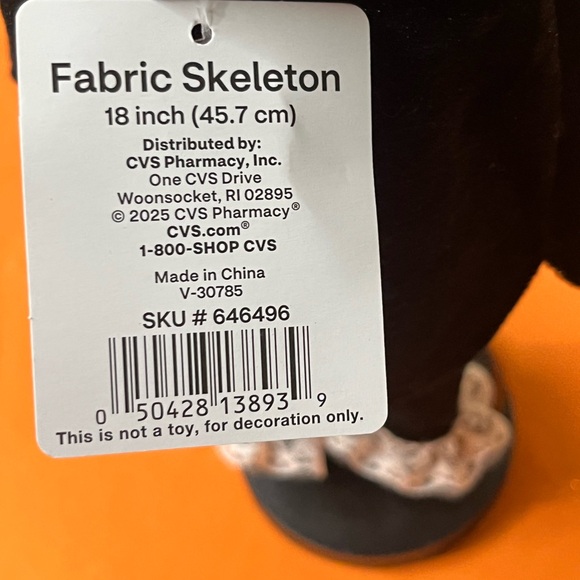 Fabric Skeleton
18 inch (45.7 cm)
Distributed by:
CVS Pharmacy, Inc.
One CVS Drive
Woonsocket, RI 02895
© 2025 CVS Pharmacy®
CVS.com®
1-800-SHOP CVS
Made in China
V-30785
SKU # 646496
0 50428 13893 9
This is not a toy, for decoration only.